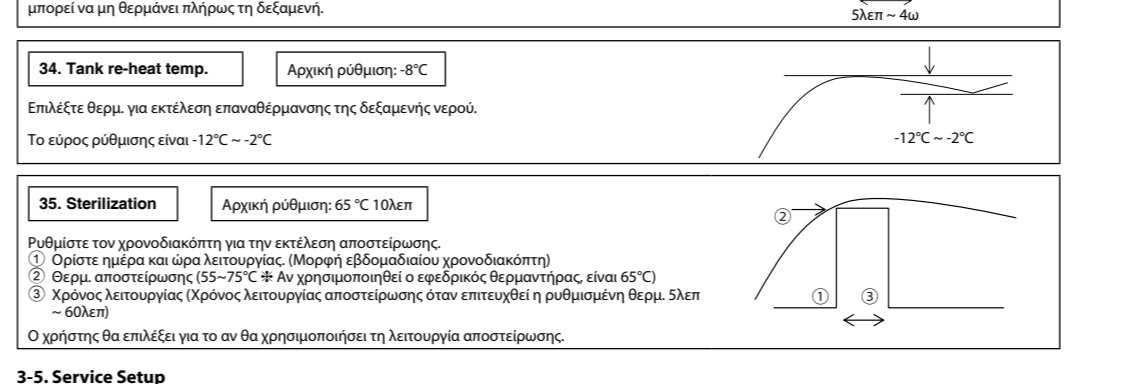 μπορεί να μη θερμάνει πλήρως τη δεξαμενή.
5λεπ ~ 4ω
34. Tank re-heat temp.
Αρχική ρύθμιση: -8°C
Επιλέξτε θερμ. για εκτέλεση επαναθέρμανσης της δεξαμενής νερού.
Το εύρος ρύθμισης είναι -12°C ~ -2°C
-12°C ~ -2°C
35. Sterilization
Αρχική ρύθμιση: 65 °C 10λεπ
Ρυθμίστε τον χρονοδιακόπτη για την εκτέλεση αποστείρωσης.
① Ορίστε ημέρα και ώρα λειτουργίας. (Μορφή εβδομαδιαίου χρονοδιακόπτη)
② Θερμ. αποστείρωσης (55~75°C ❉ Αν χρησιμοποιηθεί ο εφεδρικός θερμαντήρας, είναι 65°C)
③ Χρόνος λειτουργίας (Χρόνος λειτουργίας αποστείρωσης όταν επιτευχθεί η ρυθμισμένη θερμ. 5λεπ
~ 60λεπ)
Ο χρήστης θα επιλέξει για το αν θα χρησιμοποιήσει τη λειτουργία αποστείρωσης.
②
① ③
3-5. Service Setup